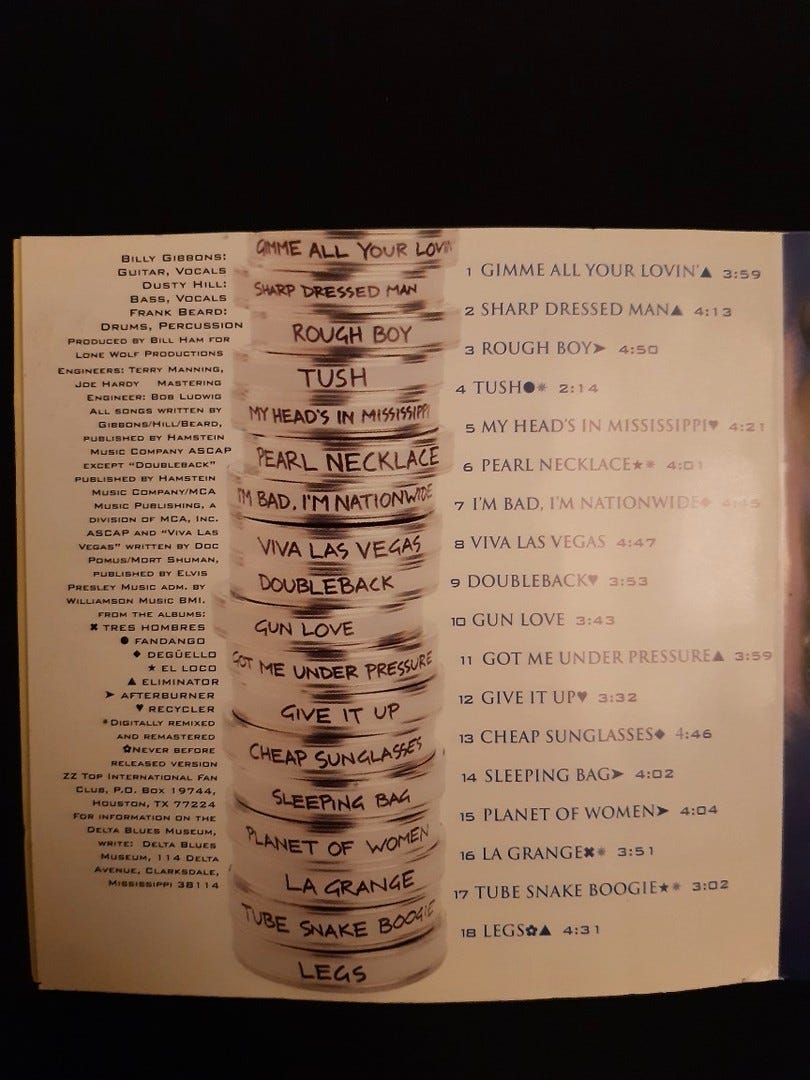 BILLY GIBBONS:
GUITAR, VOCALS
DUSTY HILL:
BASS, VOCALS
FRANK BEARD:
DRUMS, PERCUSSION
PRODUCED BY BILL HAM FOR
LONE WOLF PRODUCTIONS
ENGINEERS: TERRY MANNING,
JOE HARDY MASTERING
ENGINEER: BOB LUDWIG
ALL SONGS WRITTEN BY
GIBBONS/HILL/BEARD,
PUBLISHED BY HAMSTEIN
MUSIC COMPANY ASCAP
EXCEPT "DOUBLEBACK"
PUBLISHED BY HAMSTEIN
MUSIC COMPANY/MCA
MUSIC PUBLISHING, A
DIVISION OF MCA, INC.
ASCAP AND "VIVA LAS
VEGAS" WRITTEN BY DOC
POMUS/MORT SHUMAN,
PUBLISHED BY ELVIS
PRESLEY MUSIC ADM. BY
WILLIAMSON MUSIC BMI.
FROM THE ALBUMS:
✖ TRES HOMBRES
● FANDANGO
◆ DEGÜELLO
★ EL LOCO
▲ ELIMINATOR
➤ AFTERBURNER
♥ RECYCLER
*DIGITALLY REMIXED
AND REMASTERED
✿NEVER BEFORE
RELEASED VERSION
ZZ TOP INTERNATIONAL FAN
CLUB, P.O. BOX 19744,
HOUSTON, TX 77224
FOR INFORMATION ON THE
DELTA BLUES MUSEUM,
WRITE: DELTA BLUES
MUSEUM, 114 DELTA
AVENUE, CLARKSDALE,
MISSISSIPPI 38114
GIMME ALL YOUR LOVIN'
SHARP DRESSED MAN
ROUGH BOY
TUSH
MY HEAD'S IN MISSISSIPPI
PEARL NECKLACE
I'M BAD, I'M NATIONWIDE
VIVA LAS VEGAS
DOUBLEBACK
GUN LOVE
GOT ME UNDER PRESSURE
GIVE IT UP
CHEAP SUNGLASSES
SLEEPING BAG
PLANET OF WOMEN
LA GRANGE
TUBE SNAKE BOOGIE
LEGS
1 GIMME ALL YOUR LOVIN'▲ 3:59
2 SHARP DRESSED MAN▲ 4:13
3 ROUGH BOY➤ 4:50
4 TUSH●* 2:14
5 MY HEAD'S IN MISSISSIPPI♥ 4:21
6 PEARL NECKLACE★* 4:01
7 I'M BAD, I'M NATIONWIDE◆ 4:45
8 VIVA LAS VEGAS 4:47
9 DOUBLEBACK♥ 3:53
10 GUN LOVE 3:43
11 GOT ME UNDER PRESSURE▲ 3:59
12 GIVE IT UP♥ 3:32
13 CHEAP SUNGLASSES◆ 4:46
14 SLEEPING BAG➤ 4:02
15 PLANET OF WOMEN➤ 4:04
16 LA GRANGE✖* 3:51
17 TUBE SNAKE BOOGIE★* 3:02
18 LEGS✿▲ 4:31